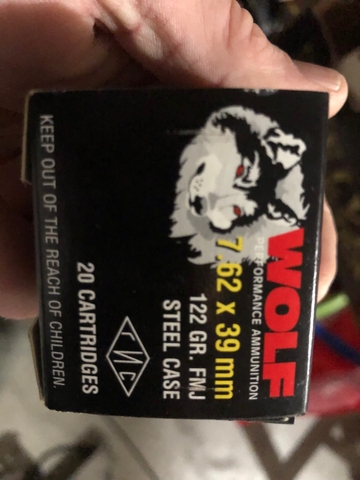 WOLF
PERFORMANCE AMMUNITION
7.62 x 39 mm
122 GR. FMJ
STEEL CASE
20 CARTRIDGES
KEEP OUT OF THE REACH OF CHILDREN.